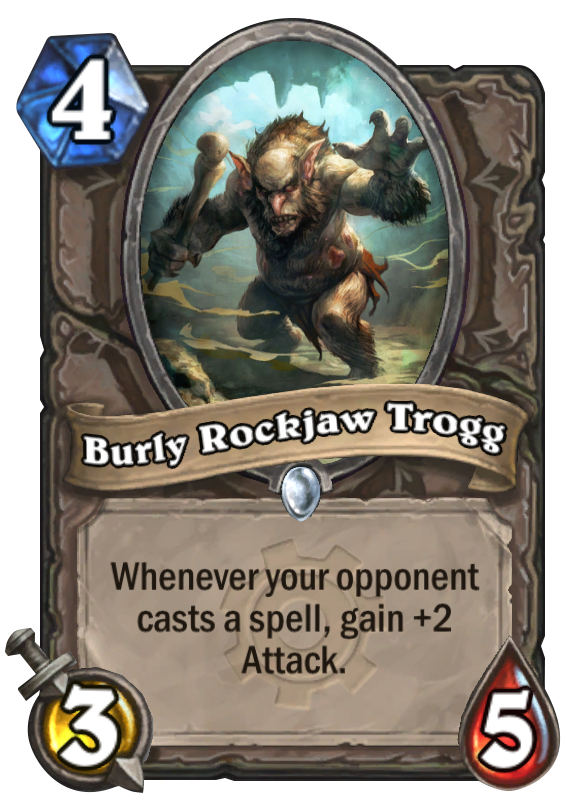 4
Burly Rockjaw Trogg
Whenever your opponent
casts a spell, gain +2
Attack.
3
5